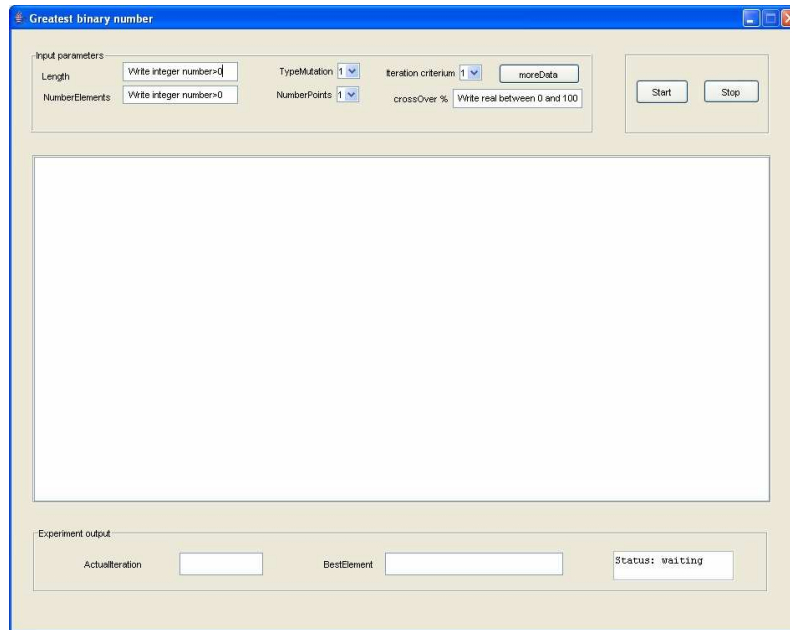 Greatest binary number
Input parameters
Length Write integer number>0 TypeMutation 1 Iteration criterium 1 moreData
NumberElements Write integer number>0 NumberPoints 1 crossOver % Write real between 0 and 100
Start Stop
Experiment output
ActualIteration BestElement Status: waiting